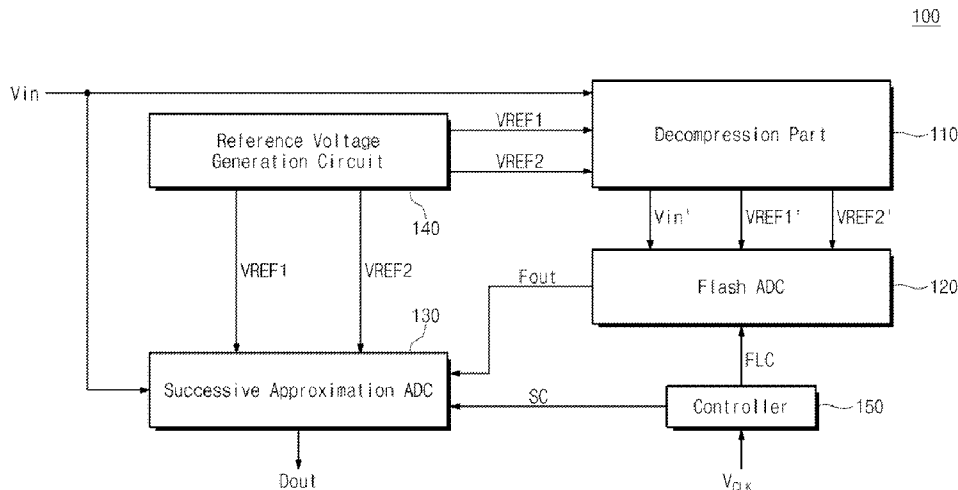 100
Vin
Reference Voltage
Generation Circuit
VREF1
VREF2
Decompression Part
110
140
Vin'
VREF1'
VREF2'
VREF1
VREF2
Fout
Flash ADC
120
130
FLC
Successive Approximation ADC
SC
Controller
150
Dout
VCLK